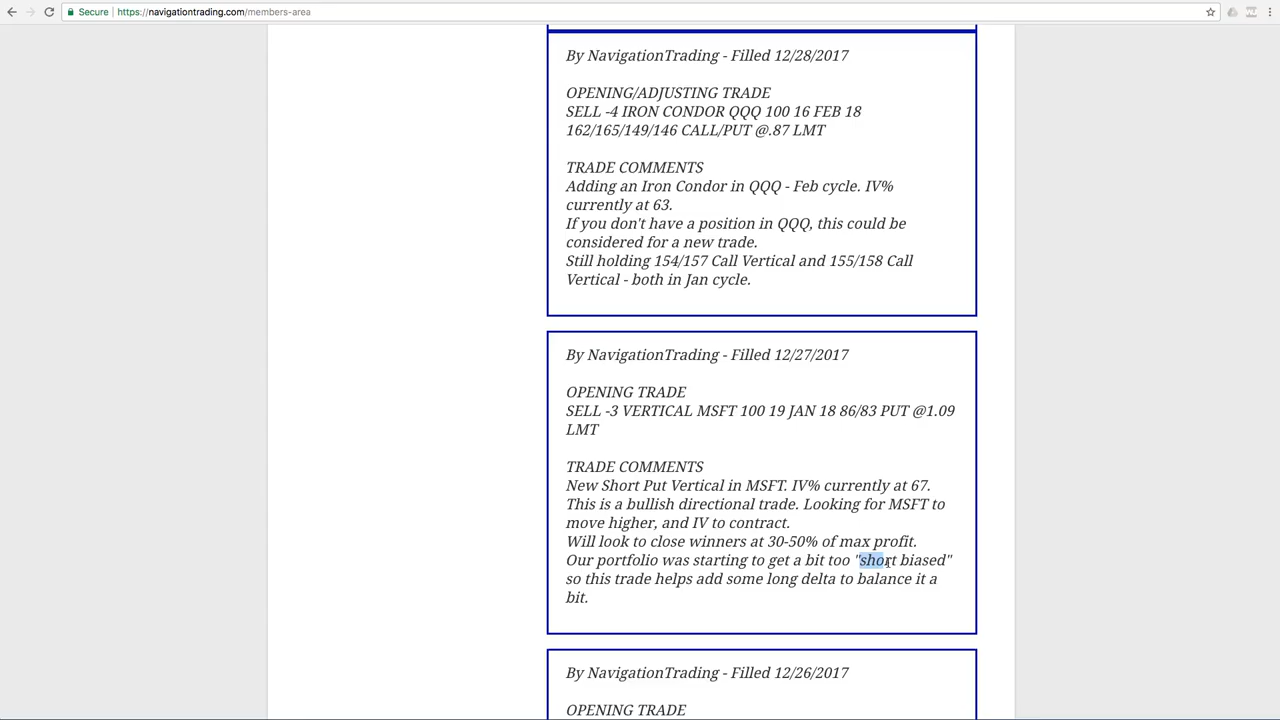 Secure | https://navigationtrading.com/members-area
By NavigationTrading - Filled 12/28/2017
OPENING/ADJUSTING TRADE
SELL -4 IRON CONDOR QQQ 100 16 FEB 18
162/165/149/146 CALL/PUT @.87 LMT
TRADE COMMENTS
Adding an Iron Condor in QQQ - Feb cycle. IV%
currently at 63.
If you don't have a position in QQQ, this could be
considered for a new trade.
Still holding 154/157 Call Vertical and 155/158 Call
Vertical - both in Jan cycle.
By NavigationTrading - Filled 12/27/2017
OPENING TRADE
SELL -3 VERTICAL MSFT 100 19 JAN 18 86/83 PUT @1.09
LMT
TRADE COMMENTS
New Short Put Vertical in MSFT. IV% currently at 67.
This is a bullish directional trade. Looking for MSFT to
move higher, and IV to contract.
Will look to close winners at 30-50% of max profit.
Our portfolio was starting to get a bit too "short biased"
so this trade helps add some long delta to balance it a
bit.
By NavigationTrading - Filled 12/26/2017
OPENING TRADE